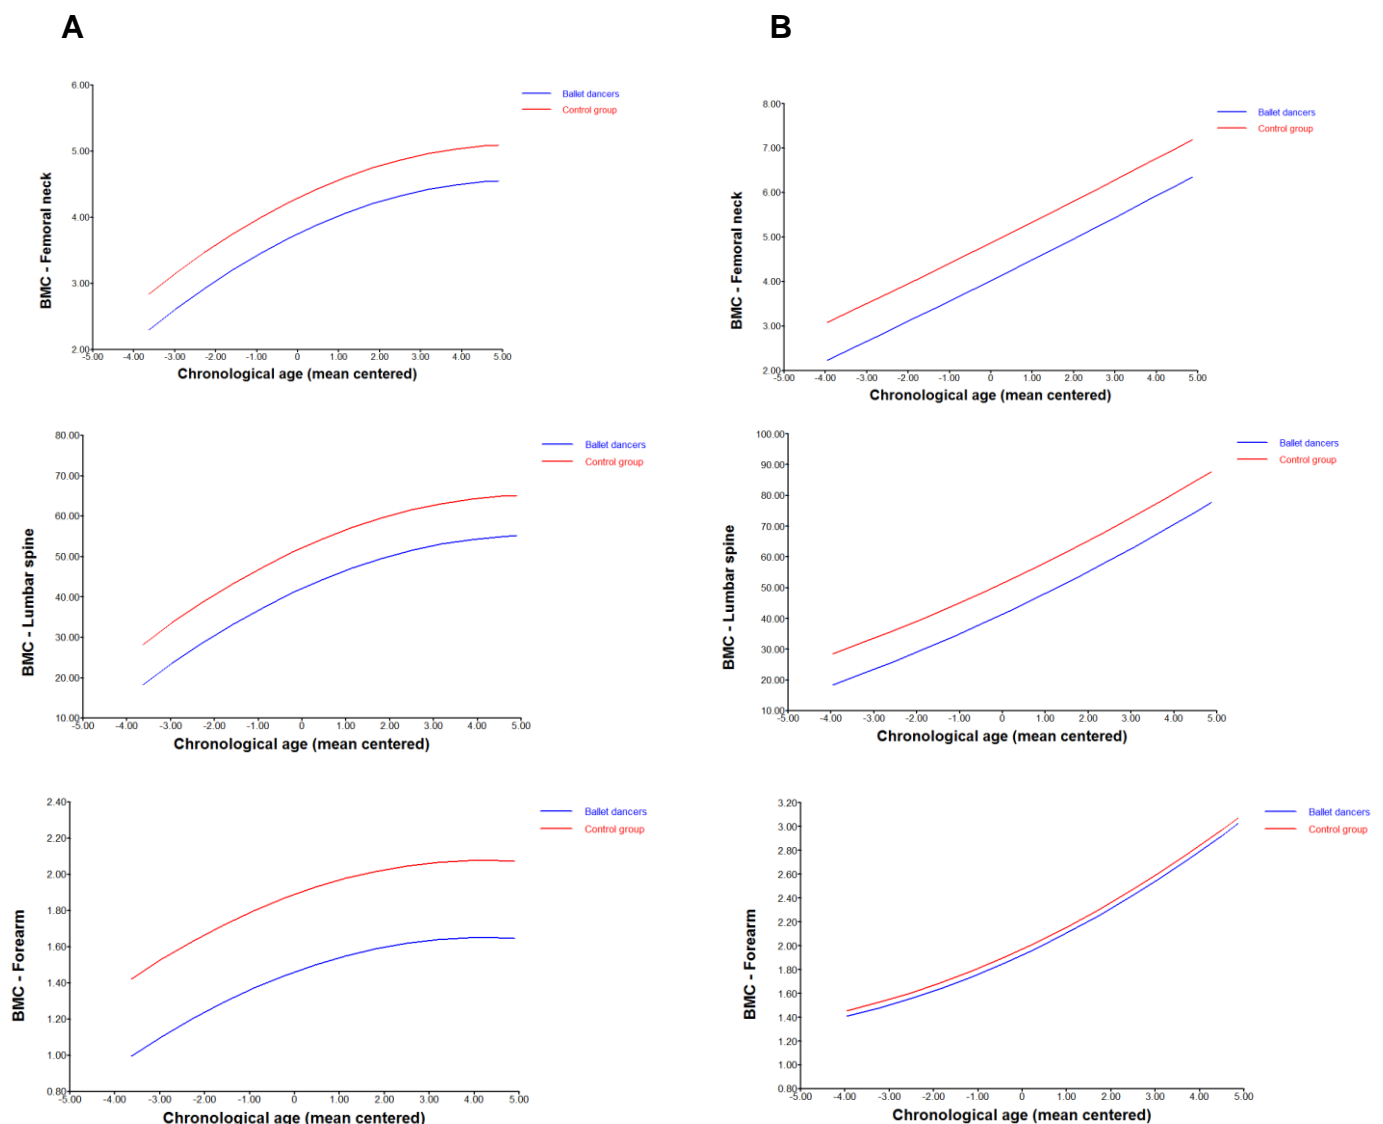 A
B
6.00
5.00
4.00
3.00
2.00
-5.00 -4.00 -3.00 -2.00 -1.00 0 1.00 2.00 3.00 4.00 5.00
BMC - Femoral neck
Chronological age (mean centered)
Ballet dancers
Control group
8.00
7.00
6.00
5.00
4.00
3.00
2.00
-5.00 -4.00 -3.00 -2.00 -1.00 0 1.00 2.00 3.00 4.00 5.00
BMC - Femoral neck
Chronological age (mean centered)
Ballet dancers
Control group
80.00
70.00
60.00
50.00
40.00
30.00
20.00
10.00
-5.00 -4.00 -3.00 -2.00 -1.00 0 1.00 2.00 3.00 4.00 5.00
BMC - Lumbar spine
Chronological age (mean centered)
Ballet dancers
Control group
100.00
90.00
80.00
70.00
60.00
50.00
40.00
30.00
20.00
10.00
-5.00 -4.00 -3.00 -2.00 -1.00 0 1.00 2.00 3.00 4.00 5.00
BMC - Lumbar spine
Chronological age (mean centered)
Ballet dancers
Control group
2.40
2.20
2.00
1.80
1.60
1.40
1.20
1.00
0.80
-5.00 -4.00 -3.00 -2.00 -1.00 0 1.00 2.00 3.00 4.00 5.00
BMC - Forearm
Chronological age (mean centered)
Ballet dancers
Control group
3.20
3.00
2.80
2.60
2.40
2.20
2.00
1.80
1.60
1.40
1.20
1.00
0.80
-5.00 -4.00 -3.00 -2.00 -1.00 0 1.00 2.00 3.00 4.00 5.00
BMC - Forearm
Chronological age (mean centered)
Ballet dancers
Control group